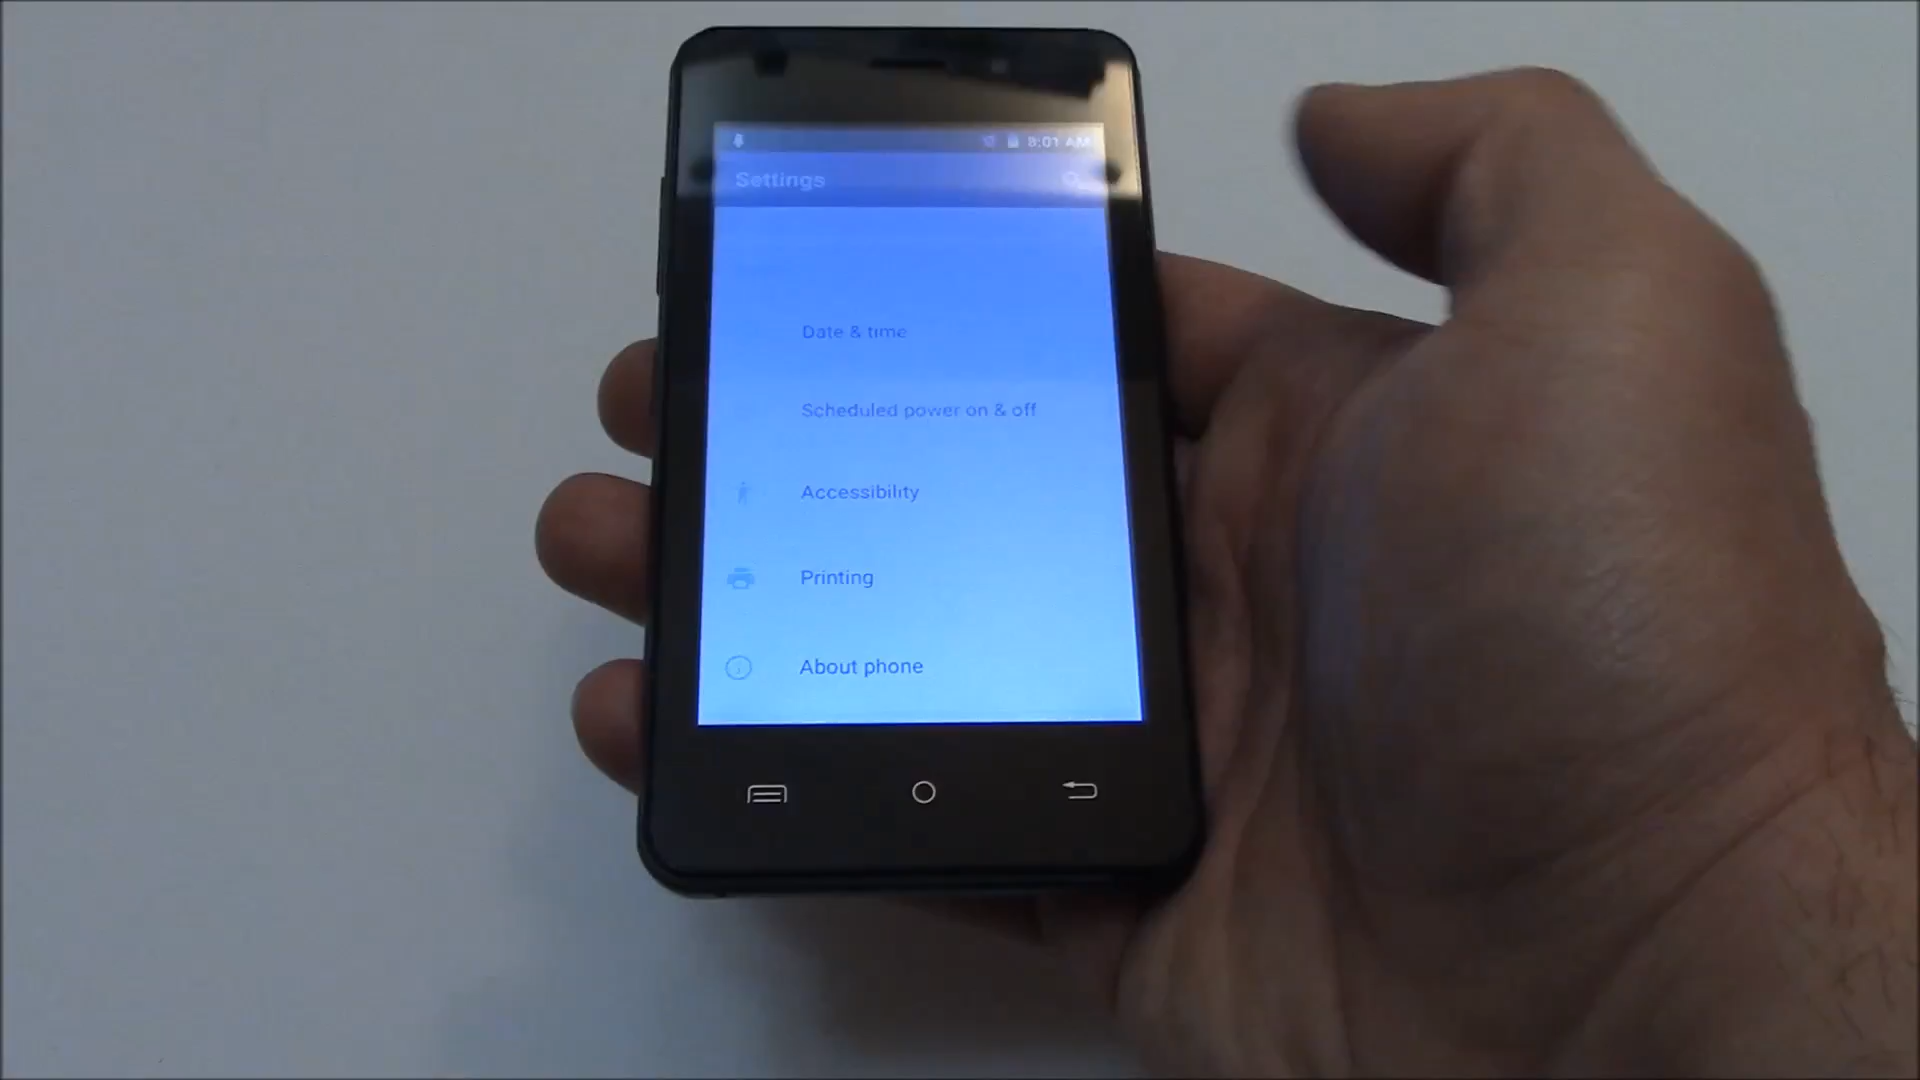 8:01 AM
Settings
Date & time
Scheduled power on & off
Accessibility
Printing
About phone